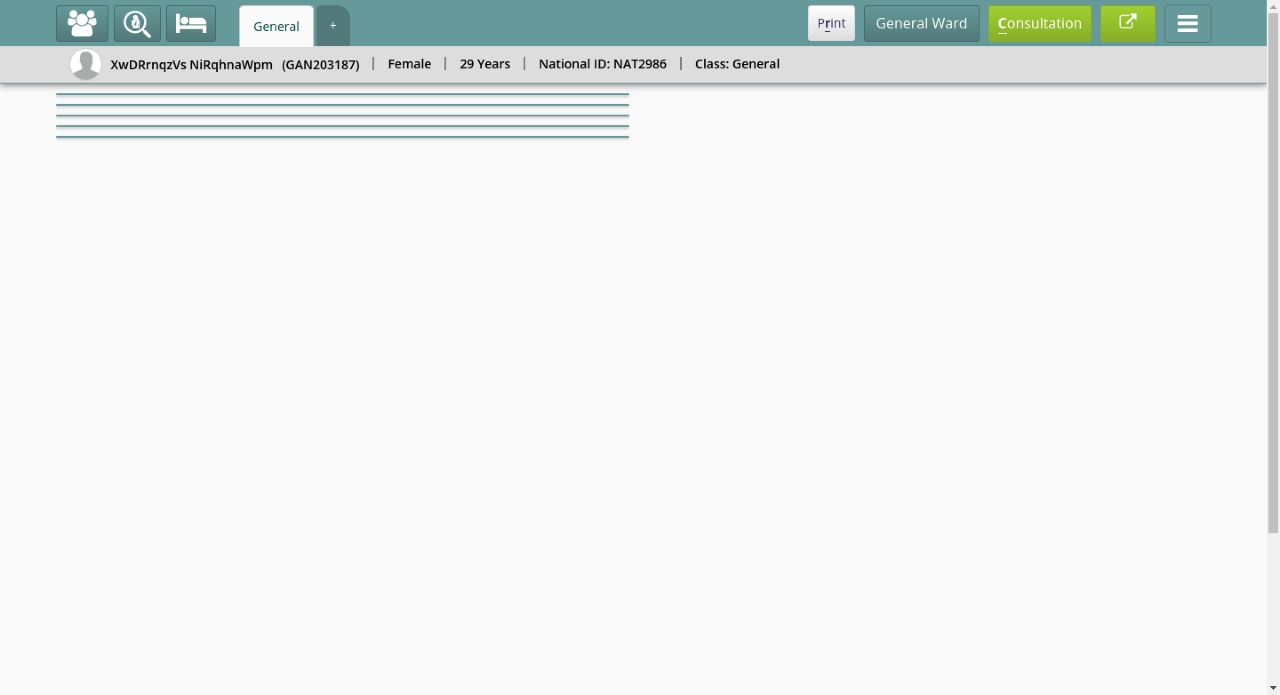 General + Print General Ward Consultation
XwDRrnqzVs NiRqhnaWpm (GAN203187) | Female | 29 Years | National ID: NAT2986 | Class: General